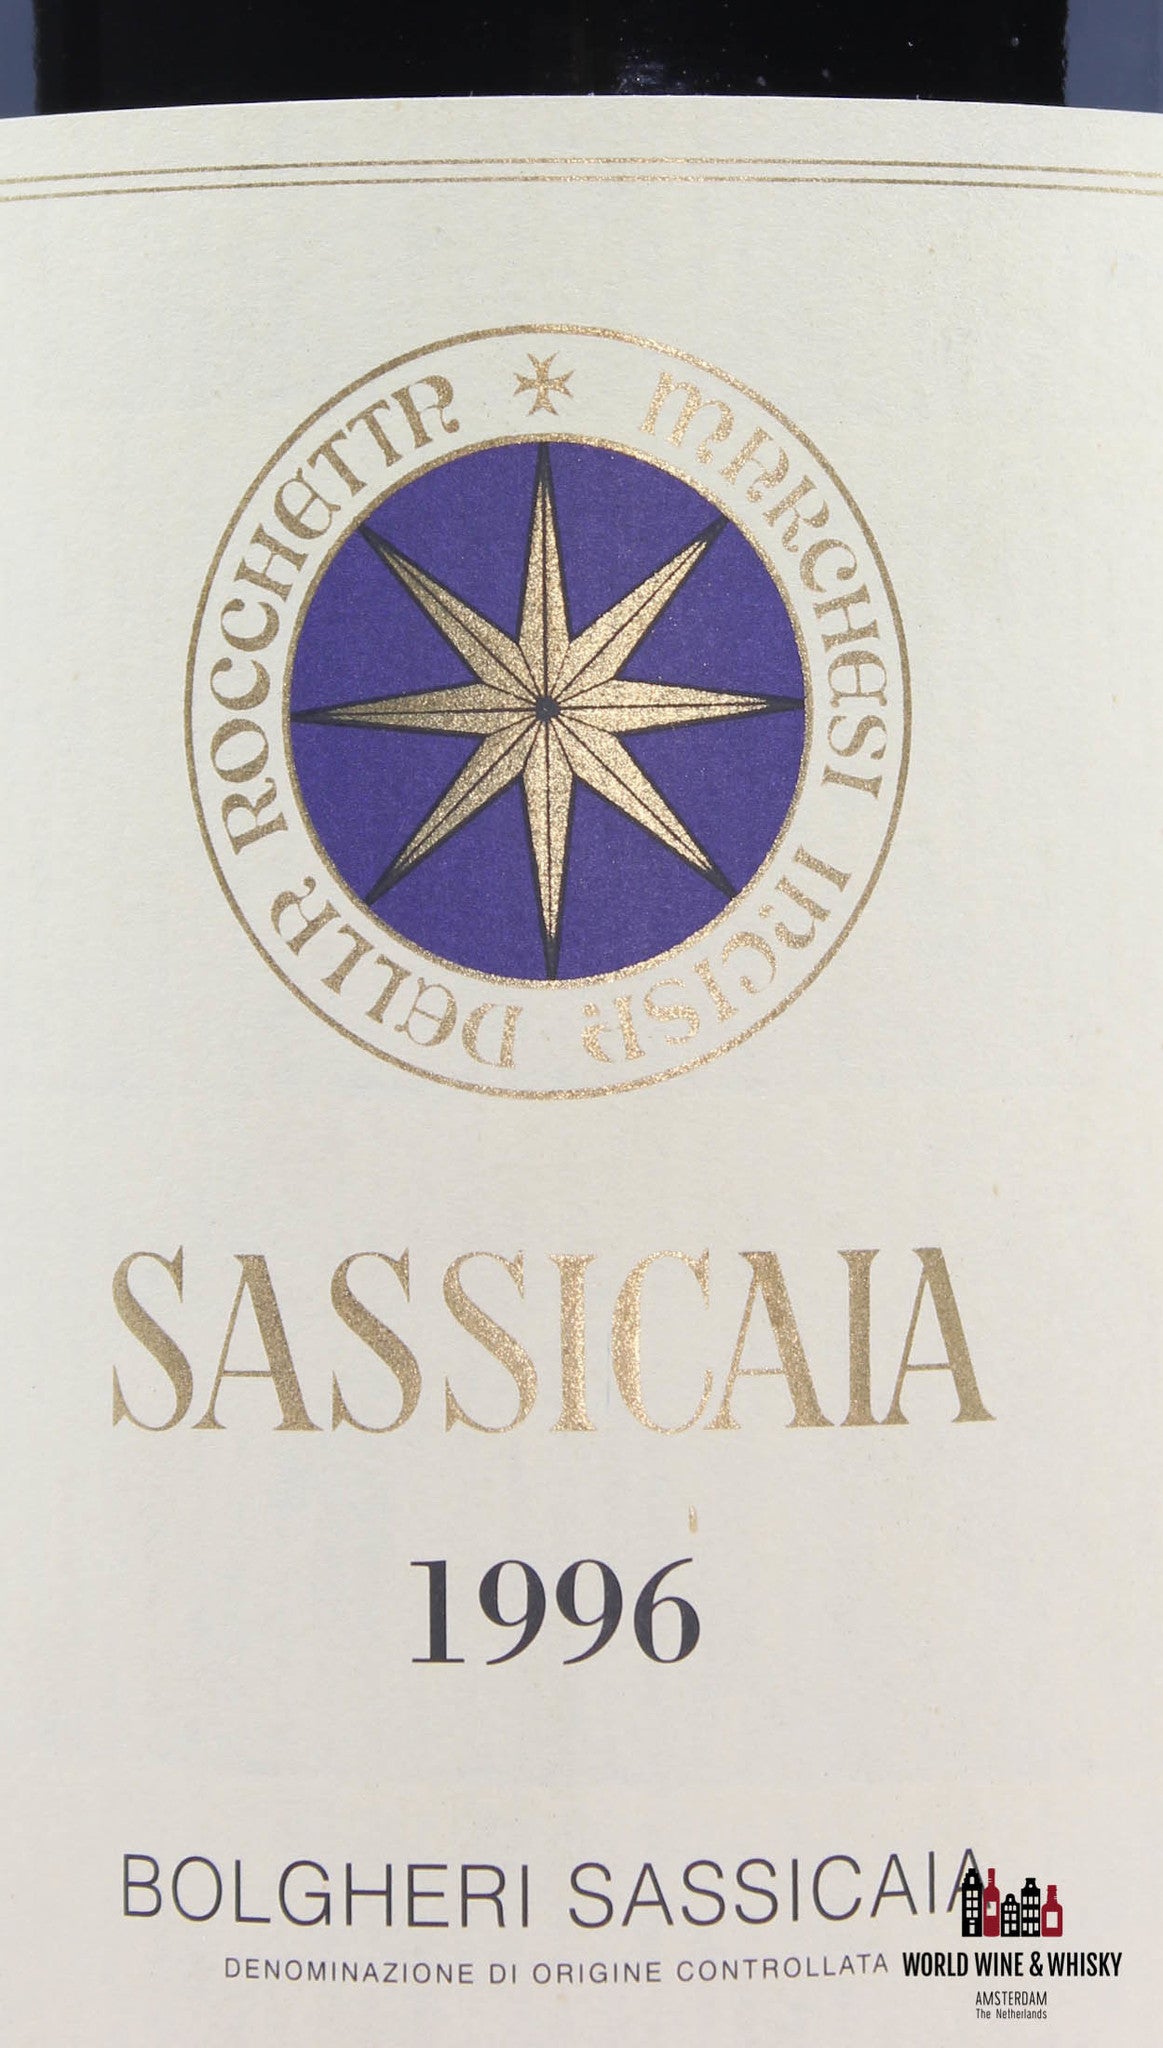 MARCHESI INCISA DELLA ROCCHETTA
SASSICAIA
1996
BOLGHERI SASSICAIA
DENOMINAZIONE DI ORIGINE CONTROLLATA
WORLD WINE & WHISKY
AMSTERDAM
The Netherlands